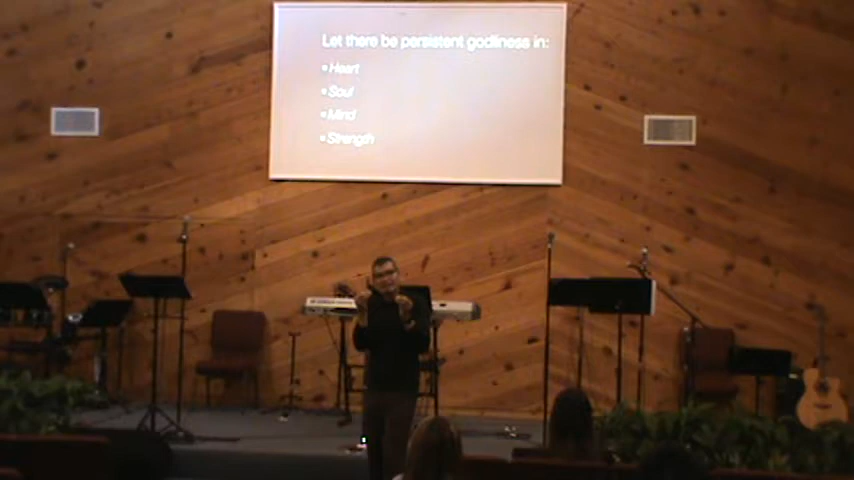 Let there be persistent godliness in:
• Heart
• Soul
• Mind
• Strength